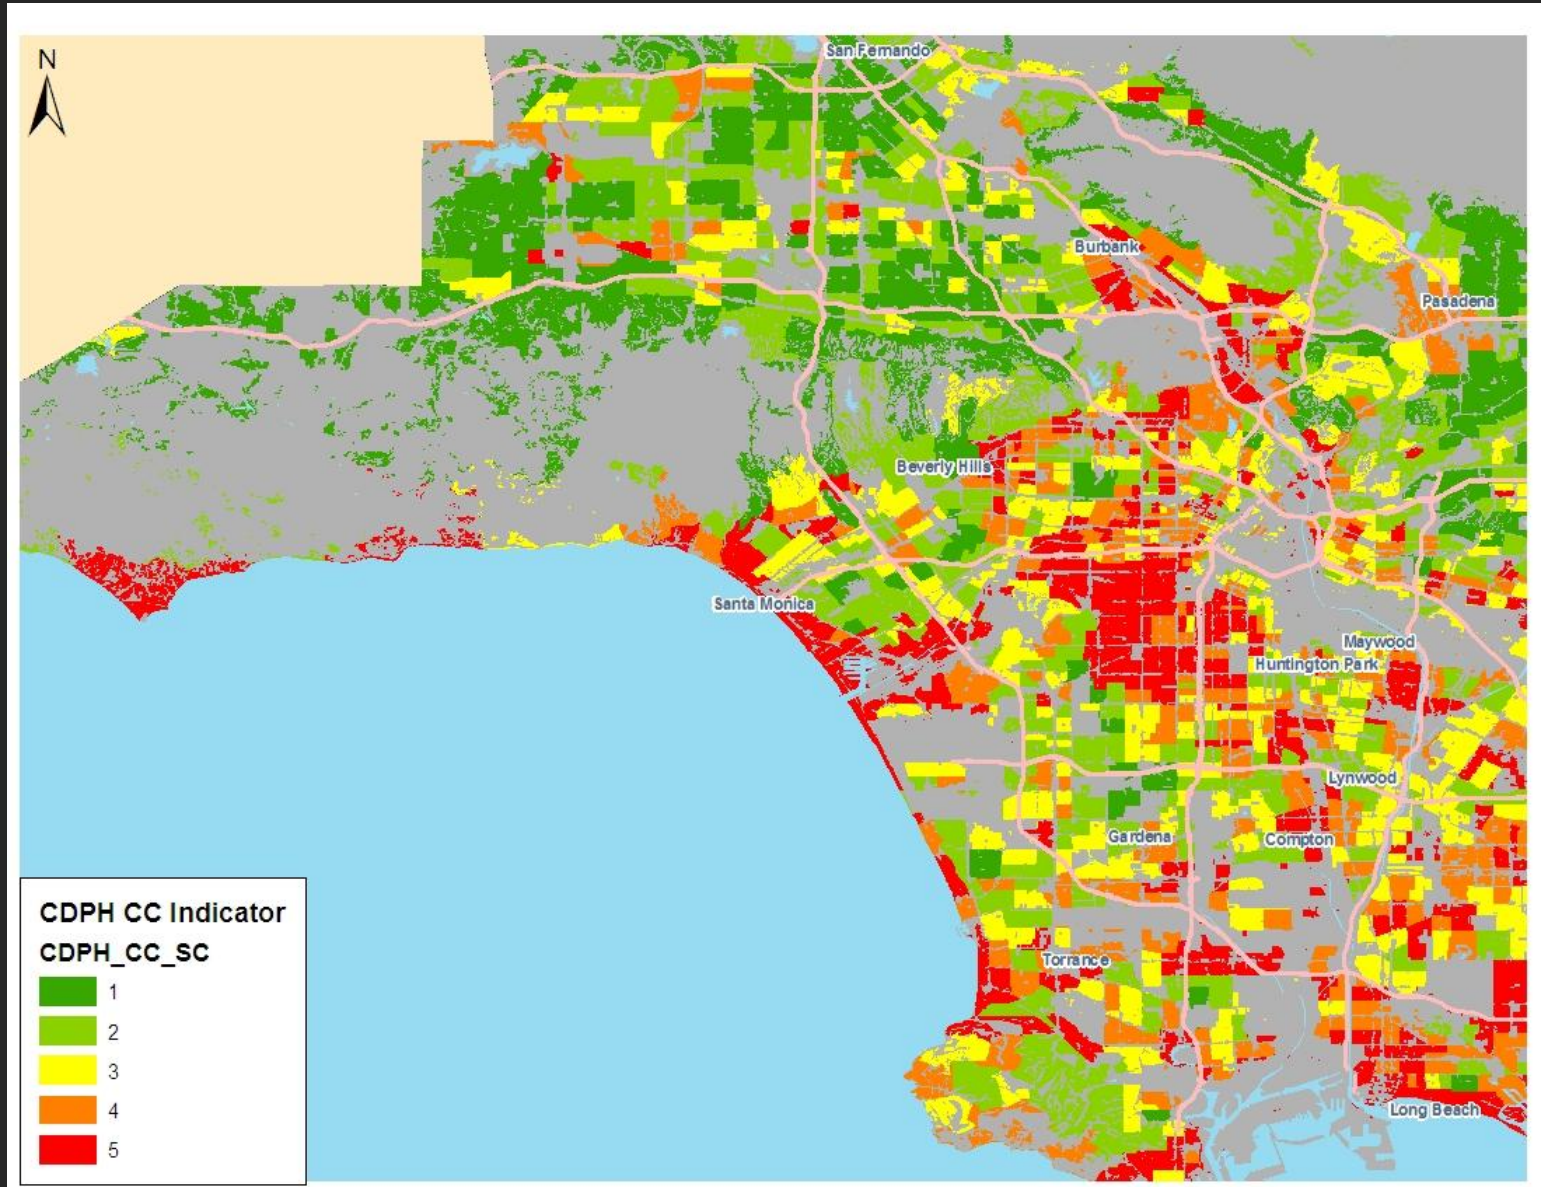 N
San Fernando
Burbank
Pasadena
Beverly Hills
Santa Monica
Maywood
Huntington Park
Lynwood
Gardena
Compton
Torrance
Long Beach
CDPH CC Indicator
CDPH_CC_SC
1
2
3
4
5